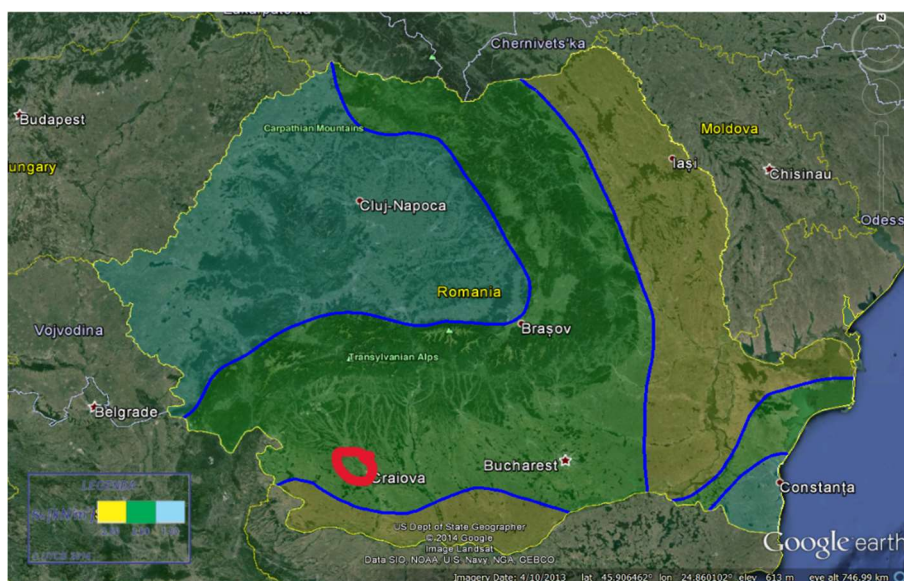 Chernivets'ka
Budapest
Carpathian Mountains
Moldova
Iași
ungary
Chisinau
Cluj-Napoca
Odess
Romania
Vojvodina
Brașov
Transylvanian Alps
Belgrade
Bucharest
Craiova
Constanța
US Dept of State Geographer
© 2014 Google
Image Landsat
Data SIO, NOAA, U.S. Navy, NGA, GEBCO
Google earth
Imagery Date: 4/10/2013 lat 45.906462° lon 24.860102° elev 613 m eye alt 746.99 km
N